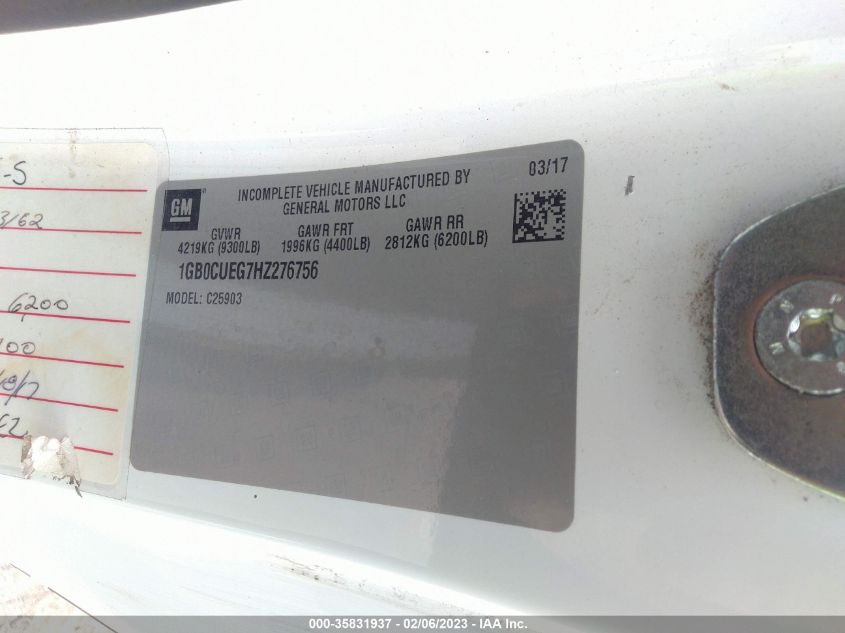 -S
3162
6200
03/17
GM
INCOMPLETE VEHICLE MANUFACTURED BY
GENERAL MOTORS LLC
GVWR GAWR FRT GAWR RR
4219KG (9300LB) 1996KG (4400LB) 2812KG (6200LB)
1GB0CUEG7HZ276756
MODEL: C25903
000-35831937 - 02/06/2023 - IAA Inc.